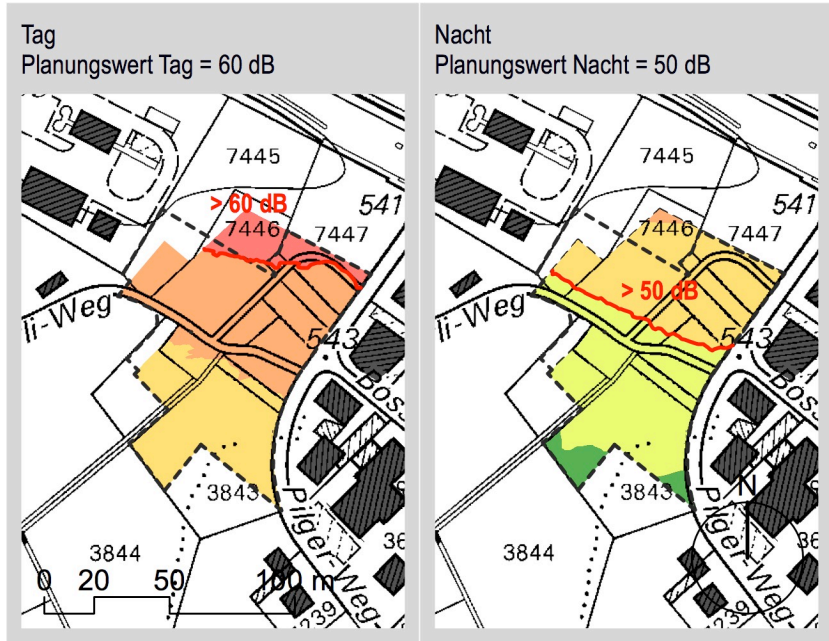 Tag
Planungswert Tag = 60 dB
7445
541
> 60 dB
7446
7447
li-Weg
543
Boss
3843
Pilger-Weg
3844
0 20 50 100 m
239
Nacht
Planungswert Nacht = 50 dB
7445
541
7446
7447
> 50 dB
li-Weg
543
Boss
3843
N
Pilger-Weg
3844
239